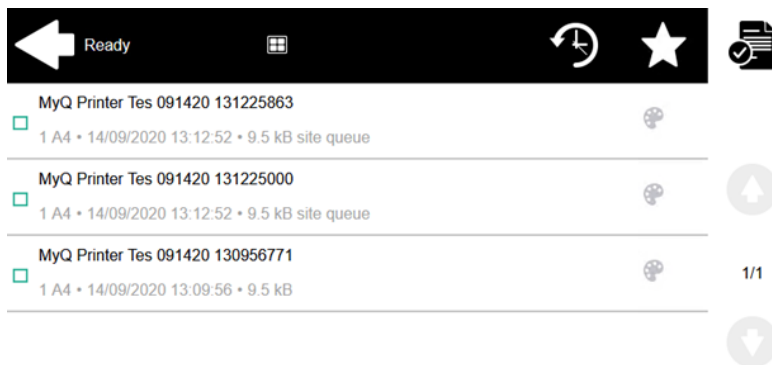 Ready
MyQ Printer Tes 091420 131225863
1 A4 • 14/09/2020 13:12:52 • 9.5 kB site queue
MyQ Printer Tes 091420 131225000
1 A4 • 14/09/2020 13:12:52 • 9.5 kB site queue
MyQ Printer Tes 091420 130956771
1 A4 • 14/09/2020 13:09:56 • 9.5 kB
1/1